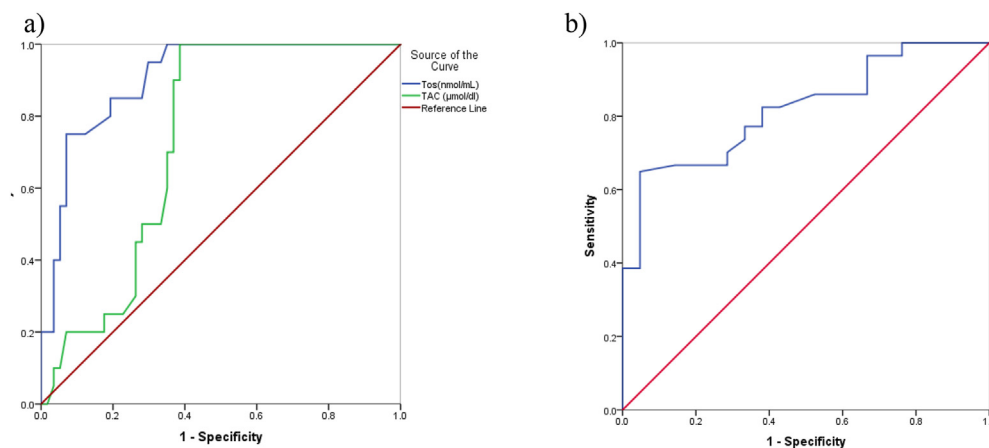 a)
Source of the
Curve
Tos(nmol/mL)
TAC (µmol/dl)
Reference Line
1.0
0.8
0.6
0.4
0.2
0.0
0.0 0.2 0.4 0.6 0.8 1.0
1 - Specificity
b)
Sensitivity
1.0
0.8
0.6
0.4
0.2
0.0
0.0 0.2 0.4 0.6 0.8 1.0
1 - Specificity